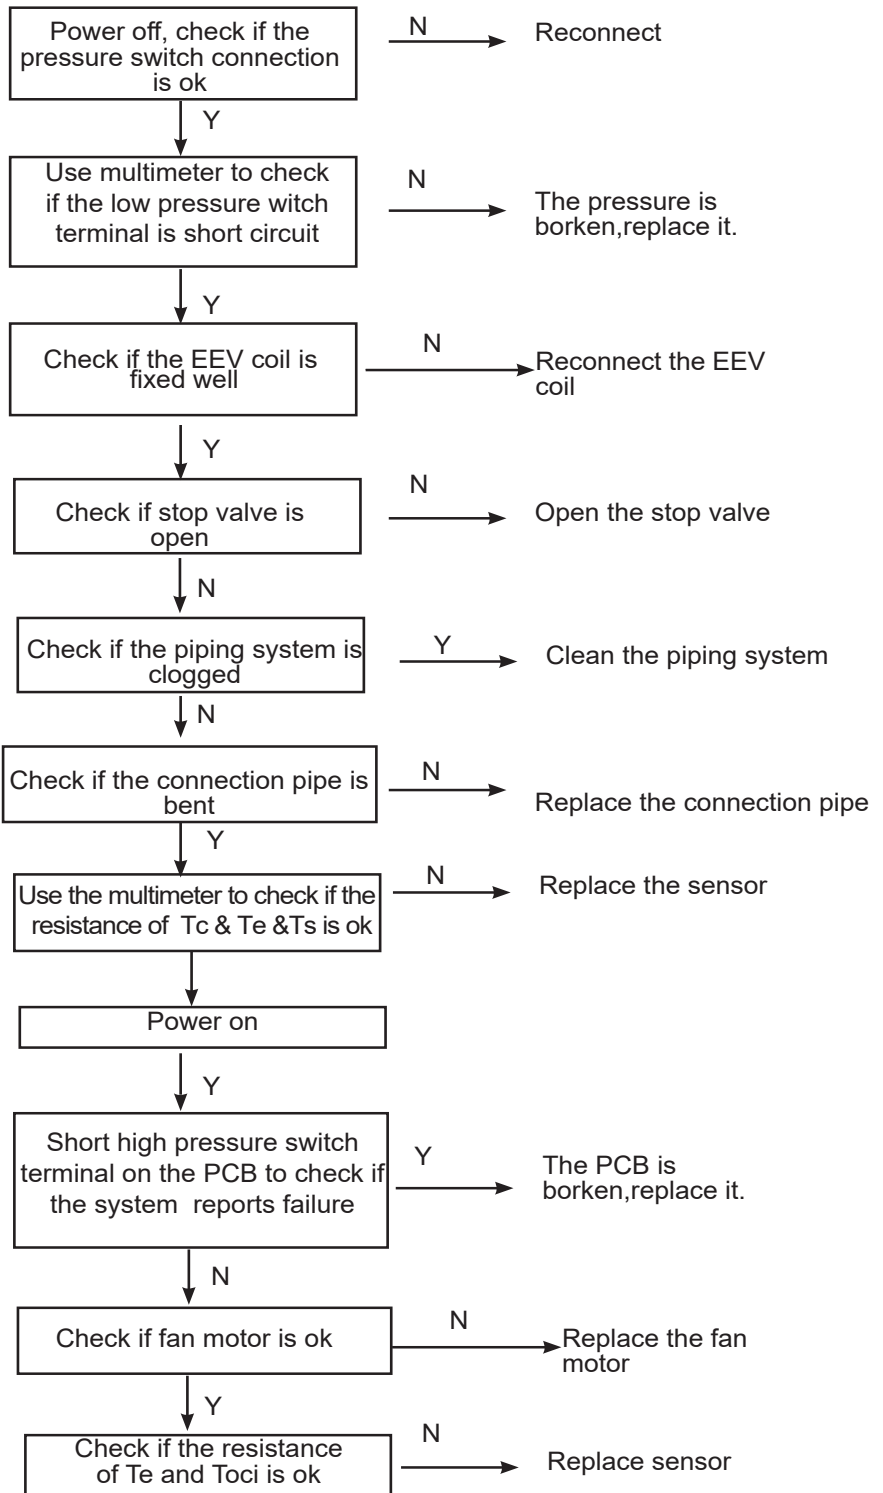 Power off, check if the
pressure switch connection
is ok
N
Reconnect
Y
Use multimeter to check
if the low pressure witch
terminal is short circuit
N
The pressure is
borken,replace it.
Y
Check if the EEV coil is
fixed well
N
Reconnect the EEV
coil
Y
Check if stop valve is
open
N
Open the stop valve
N
Check if the piping system is
clogged
Y
Clean the piping system
N
Check if the connection pipe is
bent
N
Replace the connection pipe
Y
Use the multimeter to check if the
resistance of Tc & Te &Ts is ok
N
Replace the sensor
Power on
Y
Short high pressure switch
terminal on the PCB to check if
the system reports failure
Y
The PCB is
borken,replace it.
N
Check if fan motor is ok
N
Replace the fan
motor
Y
Check if the resistance
of Te and Toci is ok
N
Replace sensor